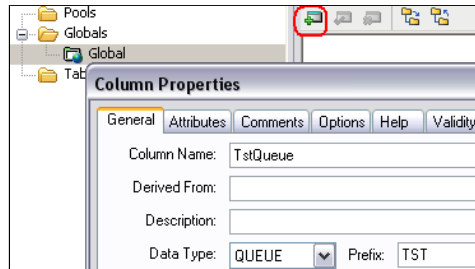 Pools
Globals
Global
Column Properties
General Attributes Comments Options Help Validity
Column Name: TstQueue
Derived From:
Description:
Data Type: QUEUE Prefix: TST